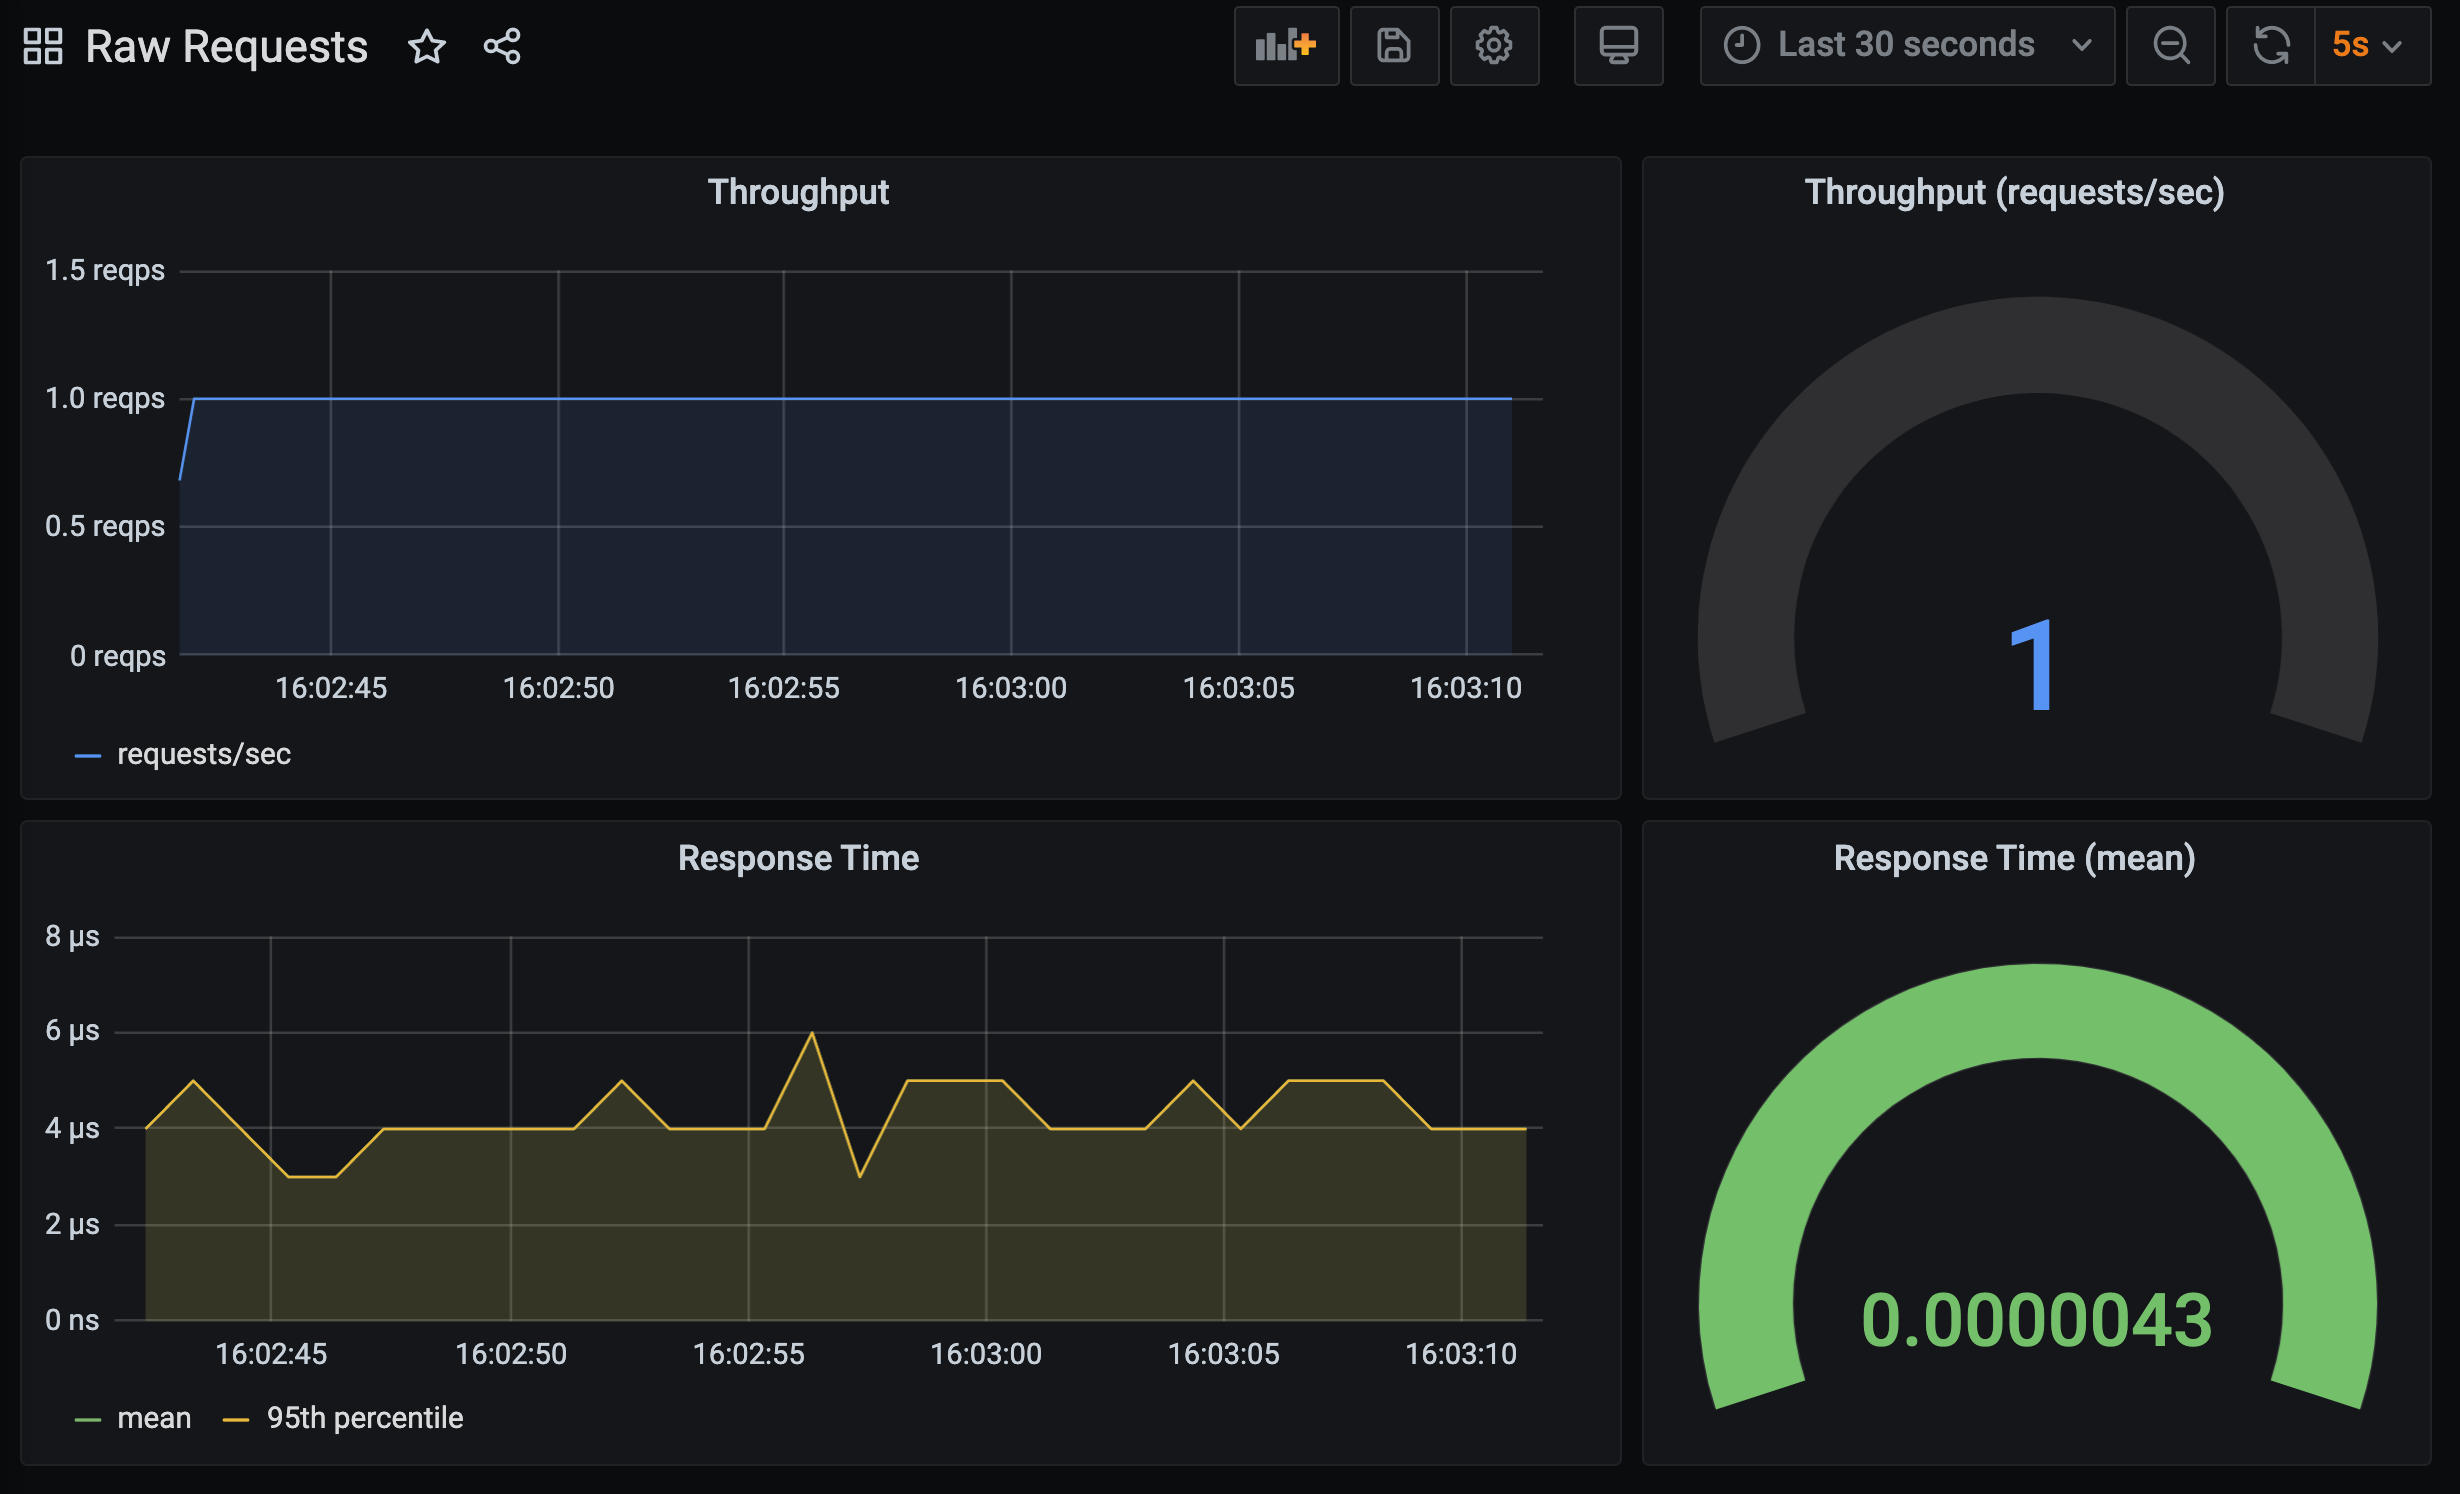 Raw Requests
Last 30 seconds
5s
Throughput
1.5 reqps
1.0 reqps
0.5 reqps
0 reqps
16:02:45 16:02:50 16:02:55 16:03:00 16:03:05 16:03:10
requests/sec
Throughput (requests/sec)
1
Response Time
8 µs
6 µs
4 µs
2 µs
0 ns
16:02:45 16:02:50 16:02:55 16:03:00 16:03:05 16:03:10
mean 95th percentile
Response Time (mean)
0.0000043